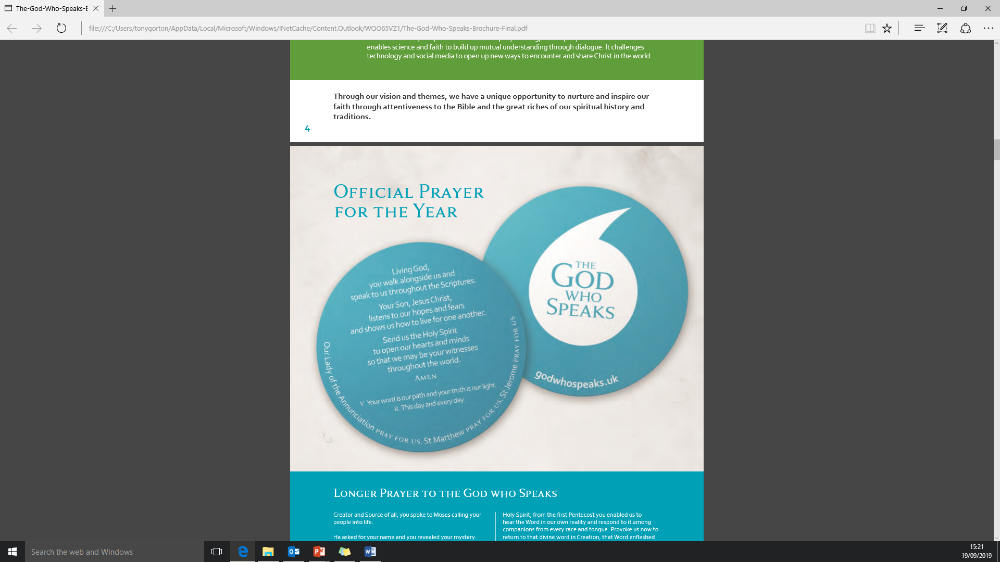 The-God-Who-Speaks-E
file:///C:/Users/tonygorton/AppData/Local/Microsoft/Windows/INetCache/Content.Outlook/WQO65VZ1/The-God-Who-Speaks-Brochure-Final.pdf
enables science and faith to build up mutual understanding through dialogue. It challenges
technology and social media to open up new ways to encounter and share Christ in the world.
Through our vision and themes, we have a unique opportunity to nurture and inspire our
faith through attentiveness to the Bible and the great riches of our spiritual history and
traditions.
4
Official Prayer
for the Year
Living God,
you walk alongside us and
speak to us throughout the Scriptures.
Your Son, Jesus Christ,
listens to our hopes and fears
and shows us how to live for one another.
Send us the Holy Spirit
to open our hearts and minds
so that we may be your witnesses
throughout the world.
Amen
V. Your word is our path and your truth is our light.
R. This day and every day.
Our Lady of the Annunciation PRAY FOR US. St Matthew PRAY FOR US. St Jerome PRAY FOR US
The
God
who
Speaks
godwhospeaks.uk
Longer Prayer to the God who Speaks
Creator and Source of all, you spoke to Moses calling your
people into life.
He asked for your name and you revealed your mystery.
Holy Spirit, from the first Pentecost you enabled us to
hear the Word in our own reality and respond to it among
companions from every race and tongue. Provoke us now to
return to that divine word in Creation, that Word enfleshed
Search the web and Windows
15:21
19/09/2019